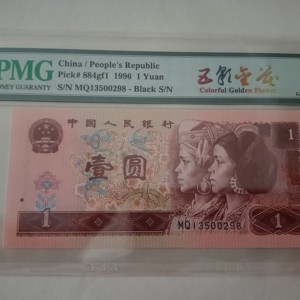 PMG
MONEY GUARANTY
China / People's Republic
Pick# 884gf1 1996 1 Yuan
S/N MQ13500298 - Black S/N
五彩金花
Colorful Golden Flower
中国人民银行
壹圆
1
1
MQ13500298